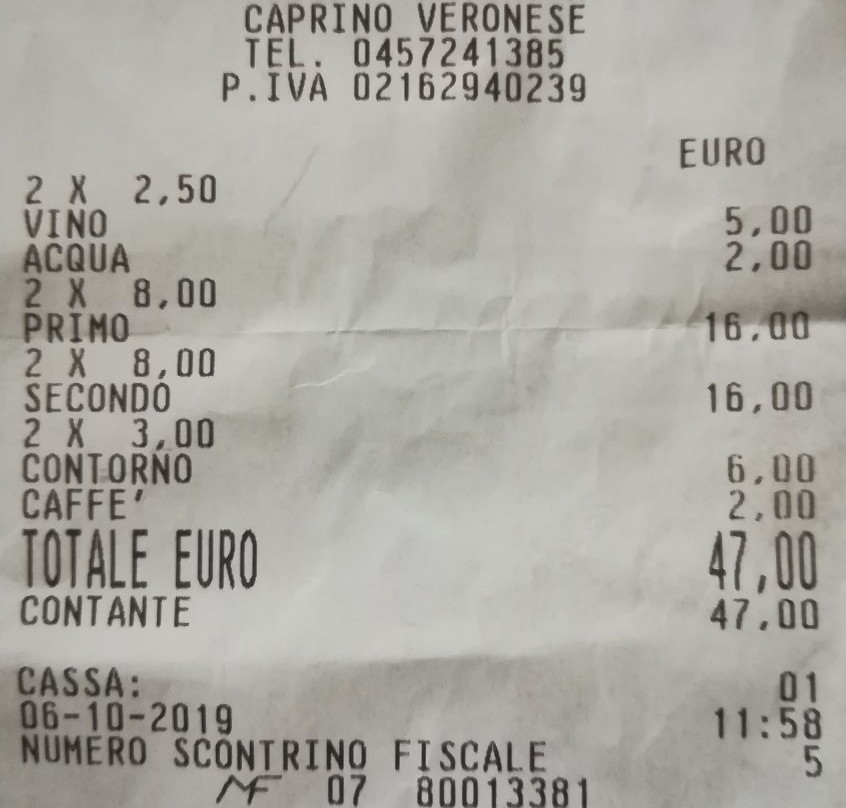 CAPRINO VERONESE
TEL. 0457241385
P.IVA 02162940239
EURO
2 X 2,50
VINO 5,00
ACQUA 2,00
2 X 8,00
PRIMO 16,00
2 X 8,00
SECONDO 16,00
2 X 3,00
CONTORNO 6,00
CAFFE' 2,00
TOTALE EURO 47,00
CONTANTE 47,00
CASSA: 01
06-10-2019 11:58
NUMERO SCONTRINO FISCALE 5
MF 07 80013381